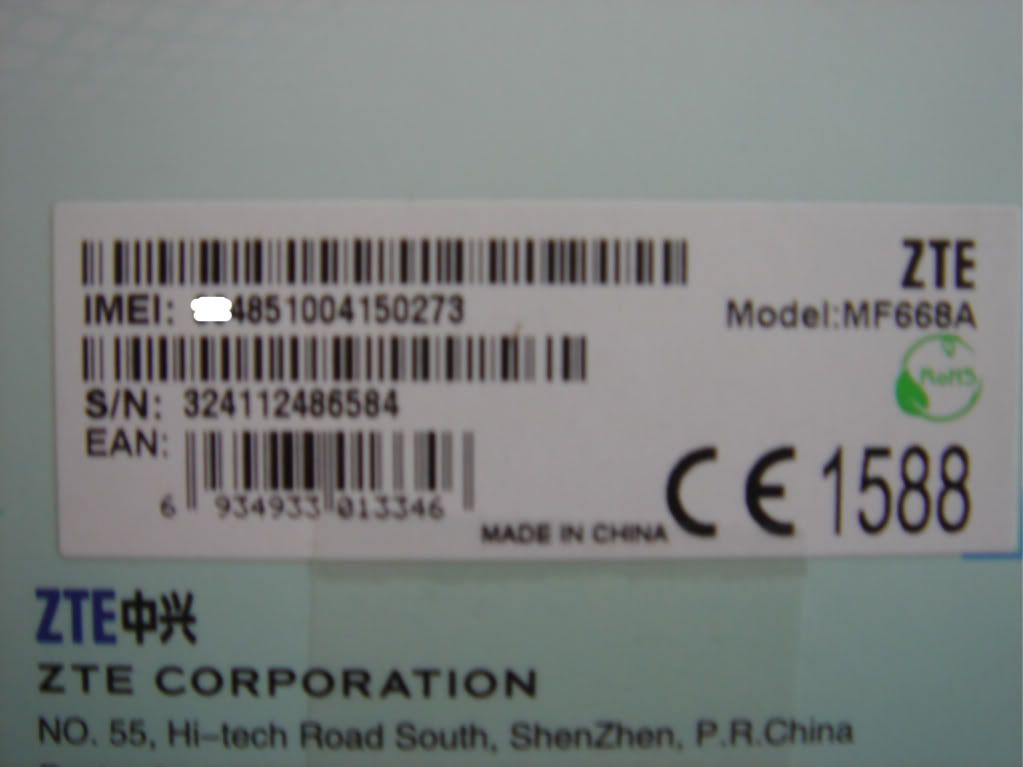 ZTE
IMEI: 4851004150273
Model:MF668A
RoHS
S/N: 324112486584
EAN:
6 934933 013346
MADE IN CHINA
CE 1588
ZTE中兴
ZTE CORPORATION
NO. 55, Hi-tech Road South, ShenZhen, P.R.China